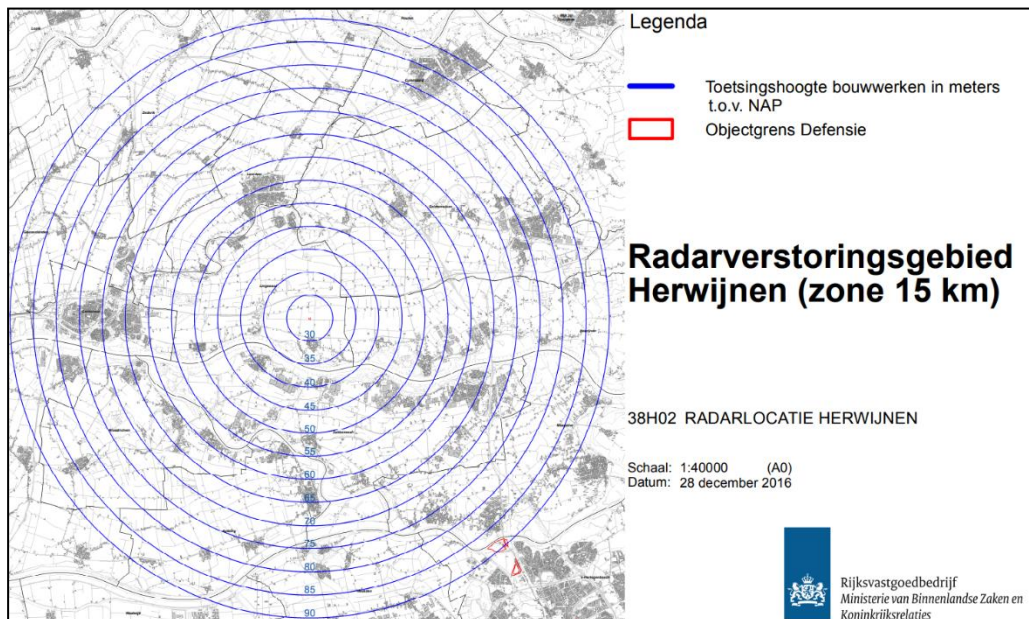 Legenda
Toetsingshoogte bouwwerken in meters
t.o.v. NAP
Objectgrens Defensie
Radarverstoringsgebied
Herwijnen (zone 15 km)
38H02 RADARLOCATIE HERWIJNEN
Schaal: 1:40000 (A0)
Datum: 28 december 2016
Rijksvastgoedbedrijf
Ministerie van Binnenlandse Zaken en
Koninkrijksrelaties
30
35
40
45
50
55
60
65
70
75
80
85
90